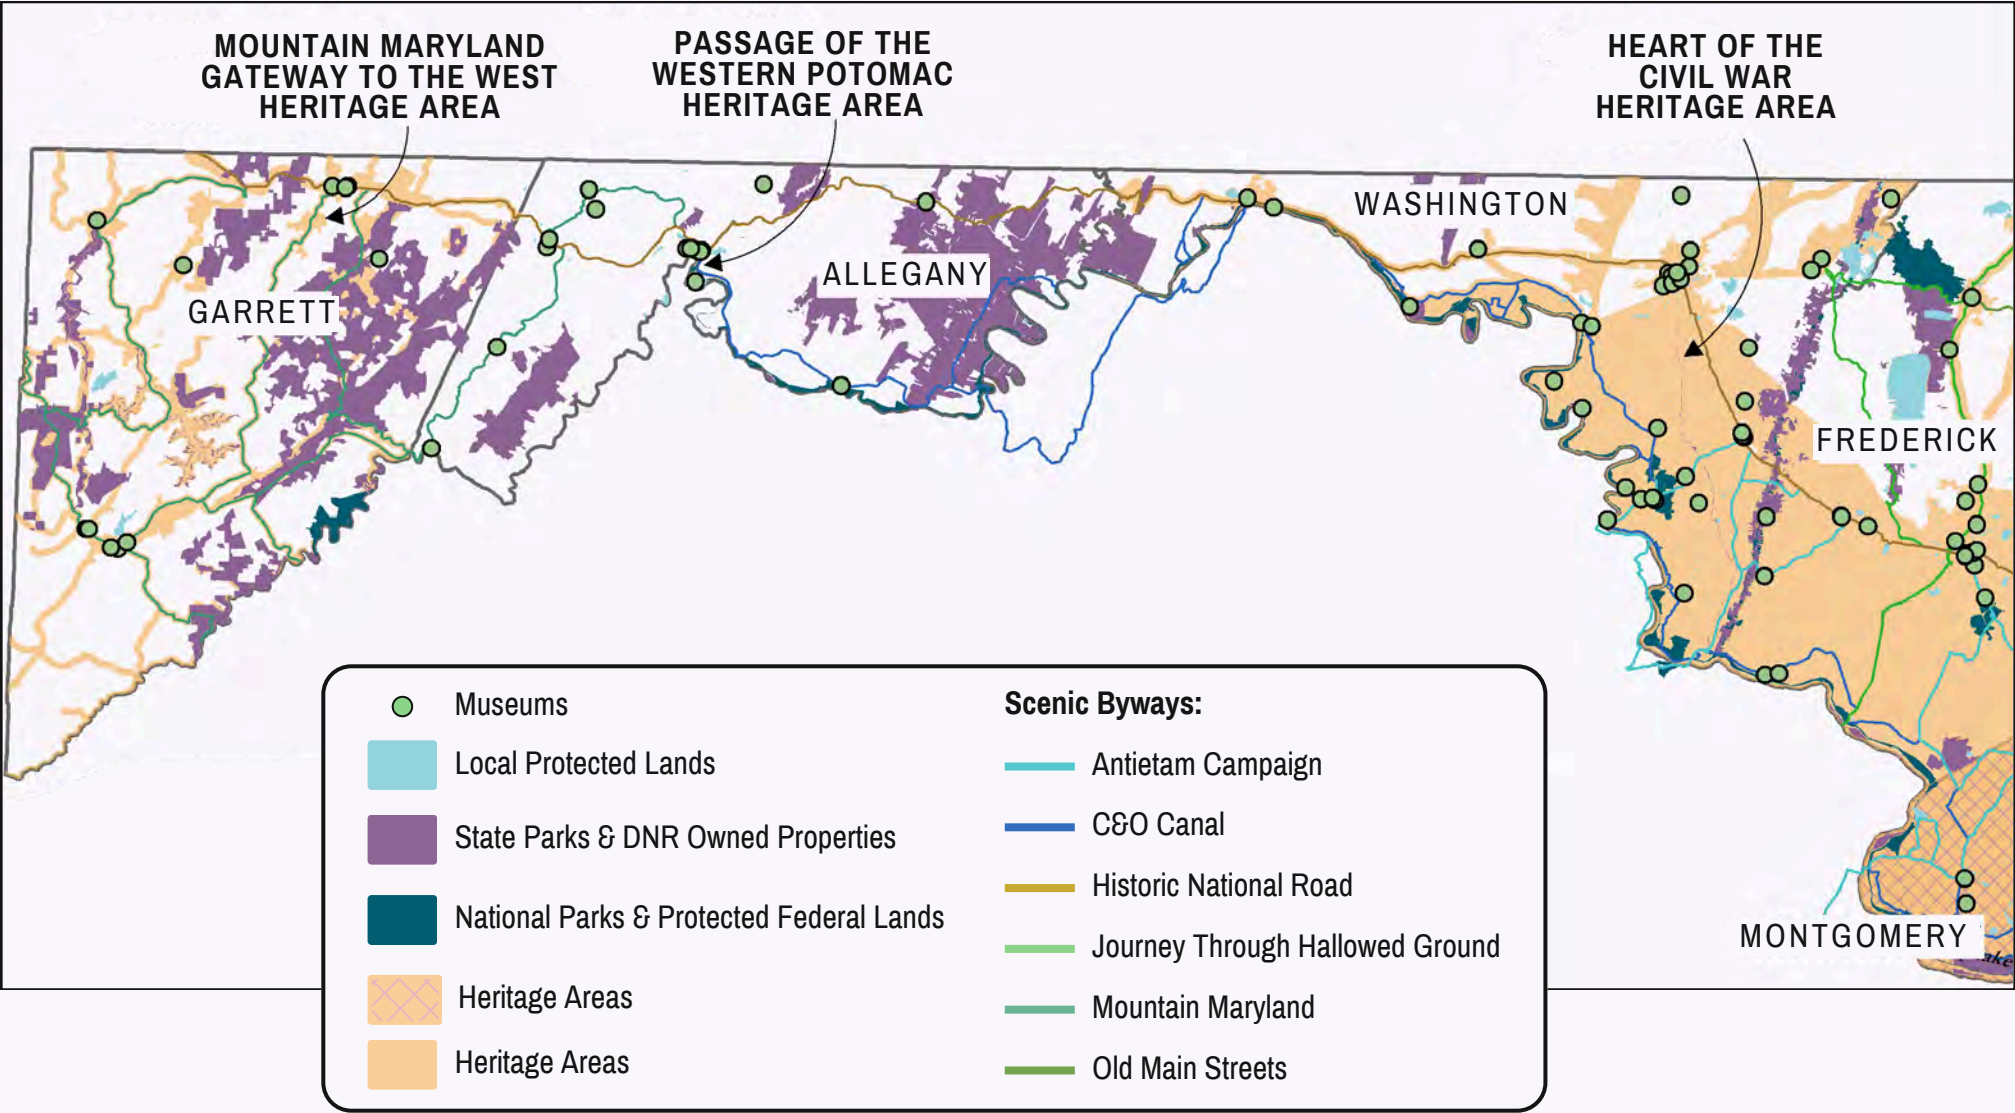 MOUNTAIN MARYLAND
GATEWAY TO THE WEST
HERITAGE AREA
PASSAGE OF THE
WESTERN POTOMAC
HERITAGE AREA
HEART OF THE
CIVIL WAR
HERITAGE AREA
WASHINGTON
ALLEGANY
GARRETT
FREDERICK
MONTGOMERY
Museums
Local Protected Lands
State Parks & DNR Owned Properties
National Parks & Protected Federal Lands
Heritage Areas
Heritage Areas
Scenic Byways:
Antietam Campaign
C&O Canal
Historic National Road
Journey Through Hallowed Ground
Mountain Maryland
Old Main Streets